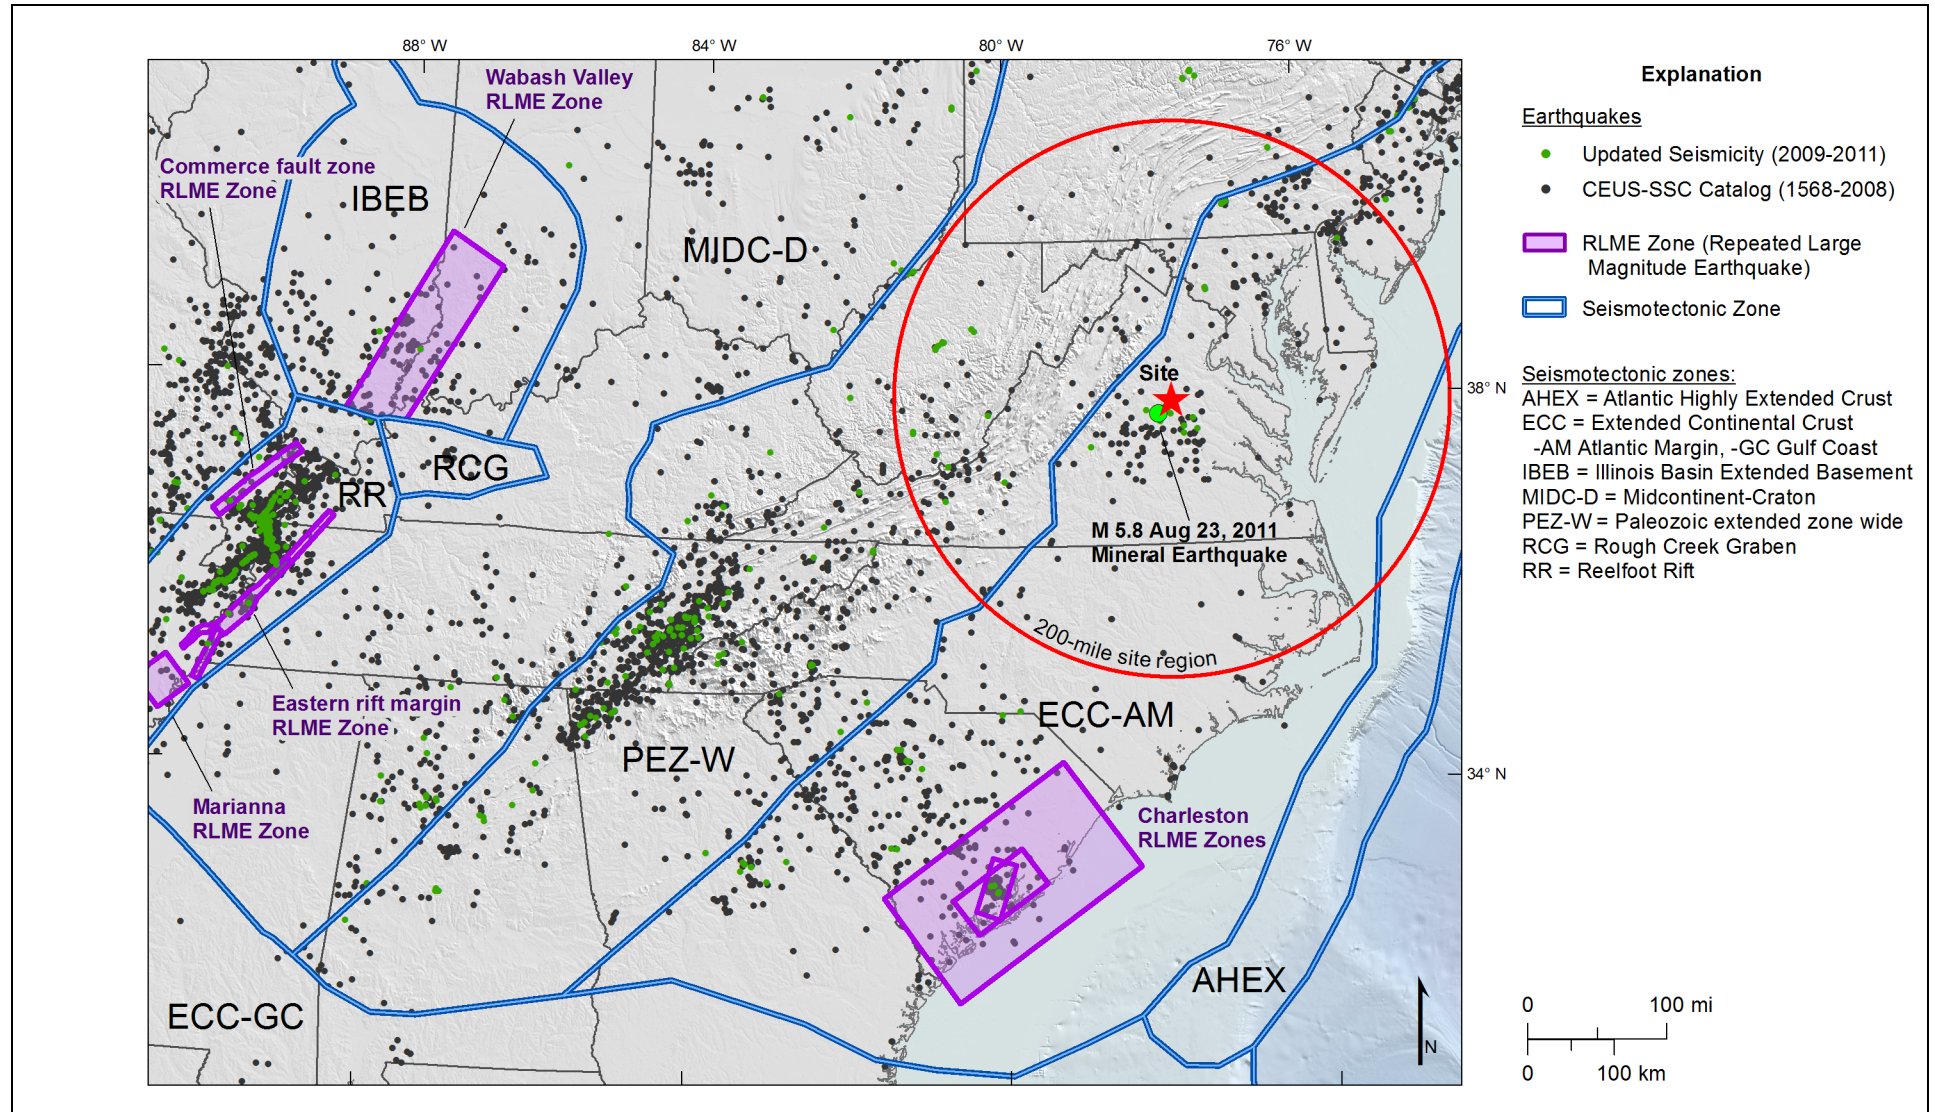 88° W
84° W
80° W
76° W
Wabash Valley
RLME Zone
Commerce fault zone
RLME Zone
IBEB
MIDC-D
Site
38° N
RCG
RR
M 5.8 Aug 23, 2011
Mineral Earthquake
200-mile site region
Eastern rift margin
RLME Zone
ECC-AM
PEZ-W
34° N
Marianna
RLME Zone
Charleston
RLME Zones
AHEX
ECC-GC
N
Explanation
Earthquakes
Updated Seismicity (2009-2011)
CEUS-SSC Catalog (1568-2008)
RLME Zone (Repeated Large
Magnitude Earthquake)
Seismotectonic Zone
Seismotectonic zones:
AHEX = Atlantic Highly Extended Crust
ECC = Extended Continental Crust
-AM Atlantic Margin, -GC Gulf Coast
IBEB = Illinois Basin Extended Basement
MIDC-D = Midcontinent-Craton
PEZ-W = Paleozoic extended zone wide
RCG = Rough Creek Graben
RR = Reelfoot Rift
0 100 mi
0 100 km